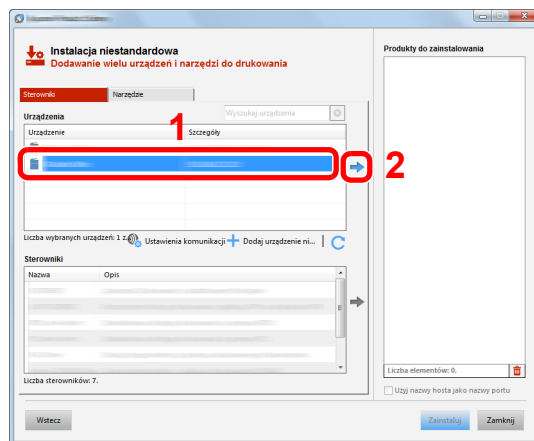 Instalacja niestandardowa
Dodawanie wielu urządzeń i narzędzi do drukowania
Sterowniki Narzędzie
Urządzenia Wyszukaj urządzenia
Urządzenie Szczegóły
1
2
Liczba wybranych urządzeń: 1 z Ustawienia komunikacji Dodaj urządzenie ni...
Sterowniki
Nazwa Opis
Liczba sterowników: 7.
Produkty do zainstalowania
Liczba elementów: 0.
Użyj nazwy hosta jako nazwy portu
Wstecz Zainstaluj Zamknij